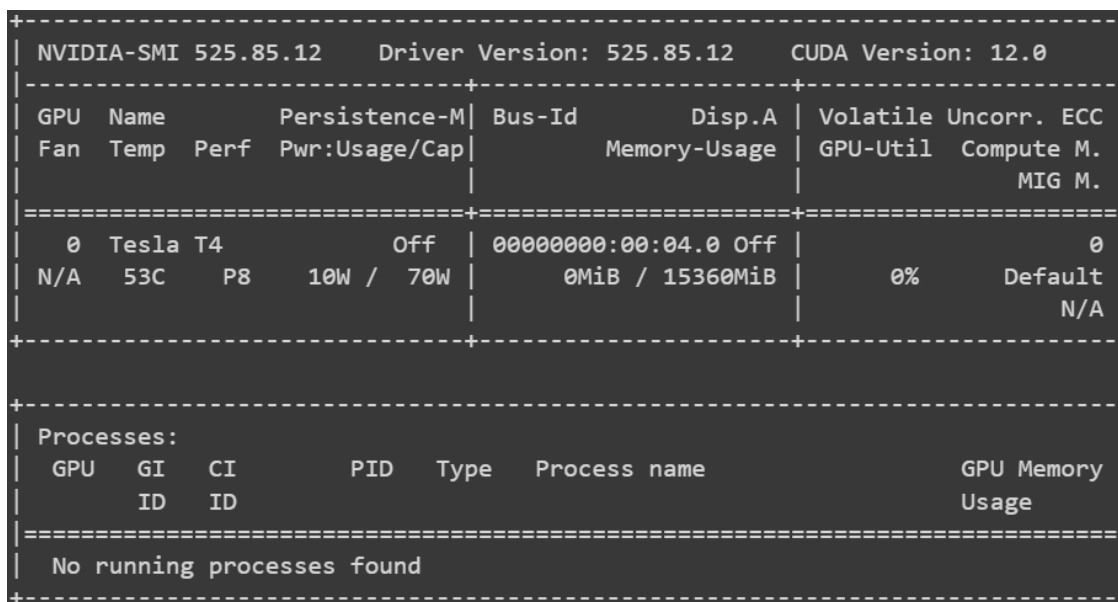 +-----------------------------------------------------------------------------
| NVIDIA-SMI 525.85.12    Driver Version: 525.85.12    CUDA Version: 12.0
|-------------------------------+----------------------+----------------------
| GPU  Name        Persistence-M| Bus-Id        Disp.A | Volatile Uncorr. ECC
| Fan  Temp  Perf  Pwr:Usage/Cap|         Memory-Usage | GPU-Util  Compute M.
|                               |                      |               MIG M.
|===============================+======================+======================
|   0  Tesla T4            Off  | 00000000:00:04.0 Off |                    0
| N/A   53C    P8    10W /  70W |      0MiB / 15360MiB |      0%      Default
|                               |                      |                  N/A
+-------------------------------+----------------------+----------------------

+-----------------------------------------------------------------------------
| Processes:
|  GPU   GI   CI        PID   Type   Process name                  GPU Memory
|        ID   ID                                                   Usage
|=============================================================================
|  No running processes found
+-----------------------------------------------------------------------------